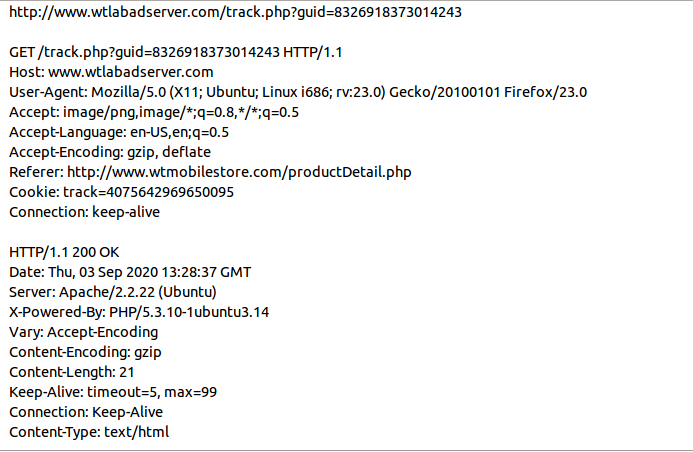 http://www.wtlabadserver.com/track.php?guid=8326918373014243
GET /track.php?guid=8326918373014243 HTTP/1.1
Host: www.wtlabadserver.com
User-Agent: Mozilla/5.0 (X11; Ubuntu; Linux i686; rv:23.0) Gecko/20100101 Firefox/23.0
Accept: image/png,image/*;q=0.8,*/*;q=0.5
Accept-Language: en-US,en;q=0.5
Accept-Encoding: gzip, deflate
Referer: http://www.wtmobilestore.com/productDetail.php
Cookie: track=4075642969650095
Connection: keep-alive
HTTP/1.1 200 OK
Date: Thu, 03 Sep 2020 13:28:37 GMT
Server: Apache/2.2.22 (Ubuntu)
X-Powered-By: PHP/5.3.10-1ubuntu3.14
Vary: Accept-Encoding
Content-Encoding: gzip
Content-Length: 21
Keep-Alive: timeout=5, max=99
Connection: Keep-Alive
Content-Type: text/html